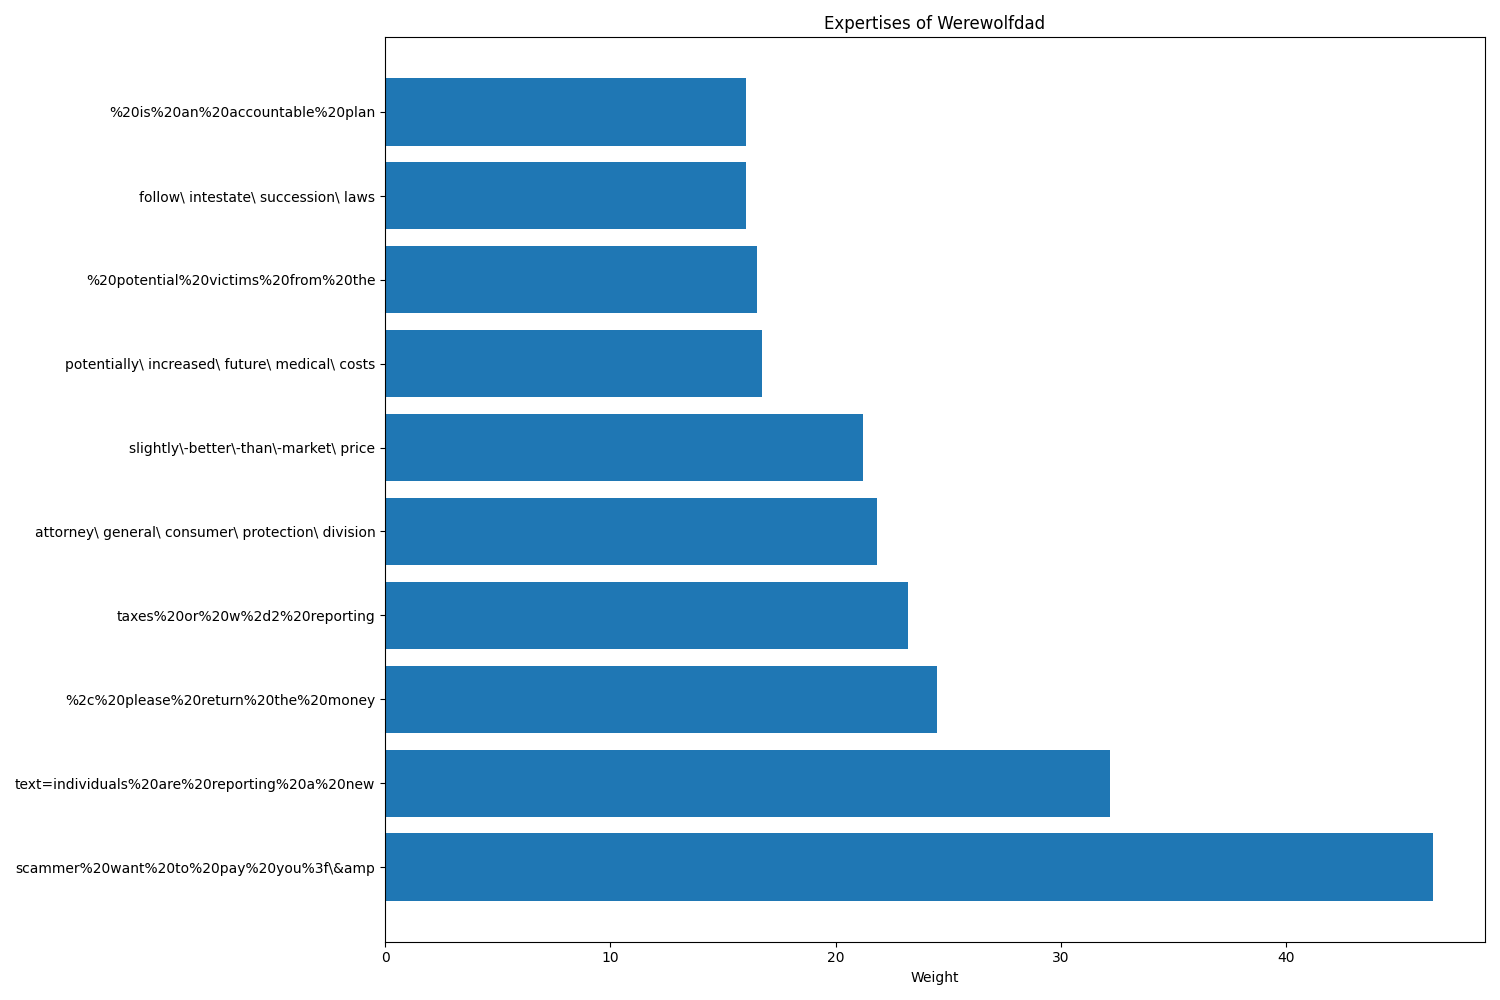 Expertises of Werewolfdad
%20is%20an%20accountable%20plan
follow\ intestate\ succession\ laws
%20potential%20victims%20from%20the
potentially\ increased\ future\ medical\ costs
slightly\-better\-than\-market\ price
attorney\ general\ consumer\ protection\ division
taxes%20or%20w%2d2%20reporting
%2c%20please%20return%20the%20money
text=individuals%20are%20reporting%20a%20new
scammer%20want%20to%20pay%20you%3f\&amp
0 10 20 30 40
Weight